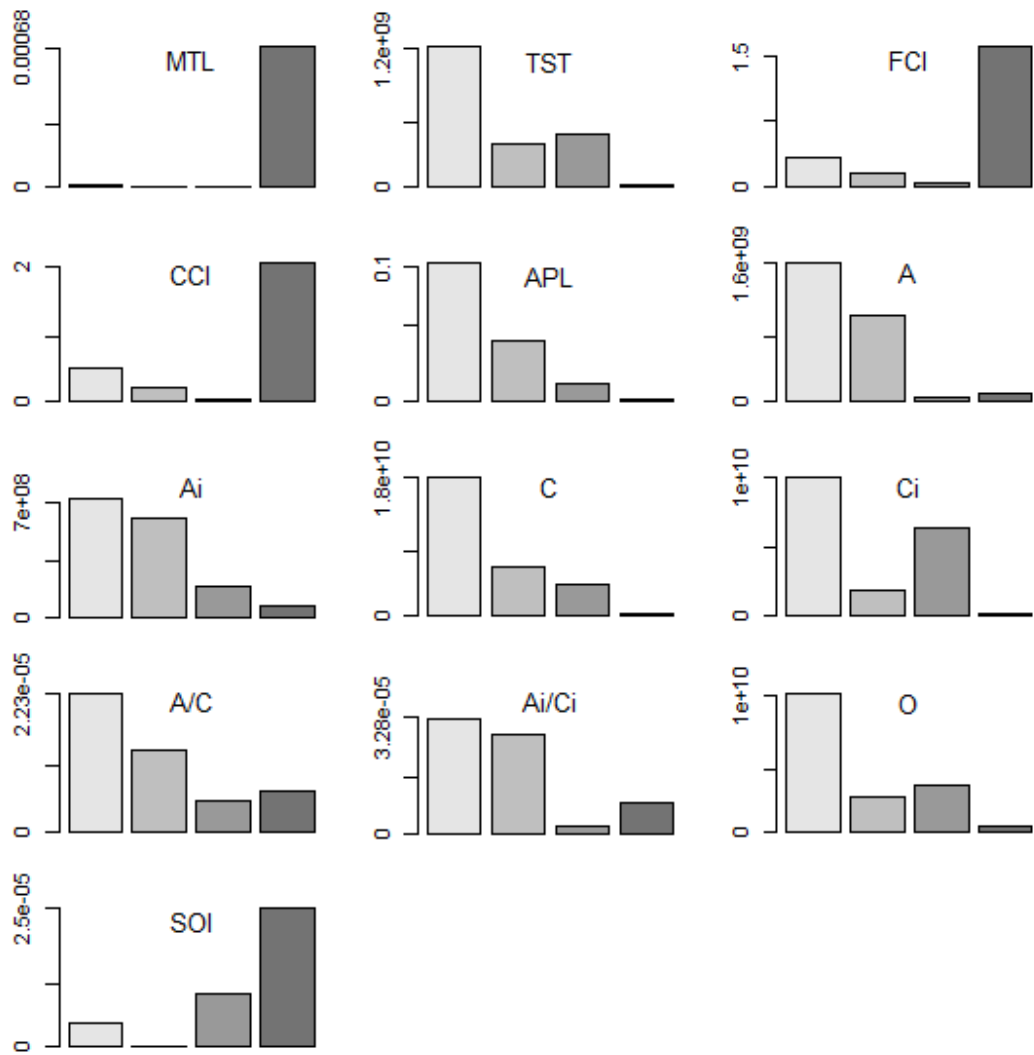 0 0.00068 MTL
0 1.2e+09 TST
0 1.5 FCI
0 2 CCI
0 0.1 APL
0 1.6e+09 A
0 7e+08 Ai
0 1.8e+10 C
0 1e+10 Ci
0 2.23e-05 A/C
0 3.28e-05 Ai/Ci
0 1e+10 O
0 2.5e-05 SOI